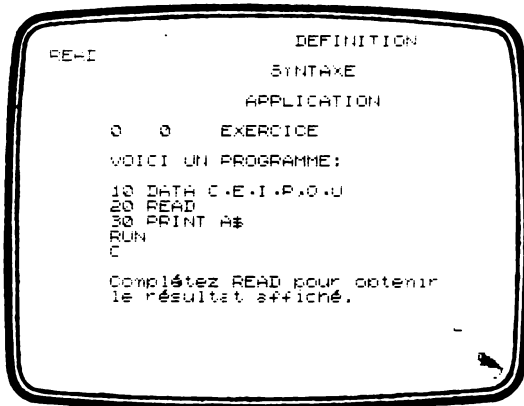 DEFINITION
READ
SYNTAXE
APPLICATION
0 0 EXERCICE
VOICI UN PROGRAMME:
10 DATA C,E,I,P,O,U
20 READ
30 PRINT A$
RUN
C
Complétez READ pour obtenir
le résultat affiché.